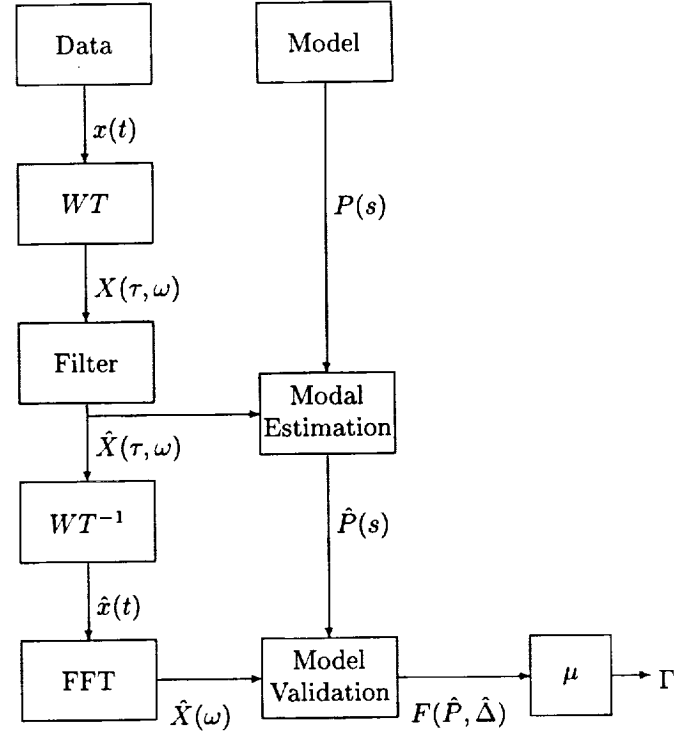 Data
Model
x(t)
WT
P(s)
X(τ, ω)
Filter
Modal
Estimation
X̂(τ, ω)
WT⁻¹
P̂(s)
x̂(t)
FFT
Model
Validation
μ
Γ
X̂(ω)
F(P̂, Δ̂)